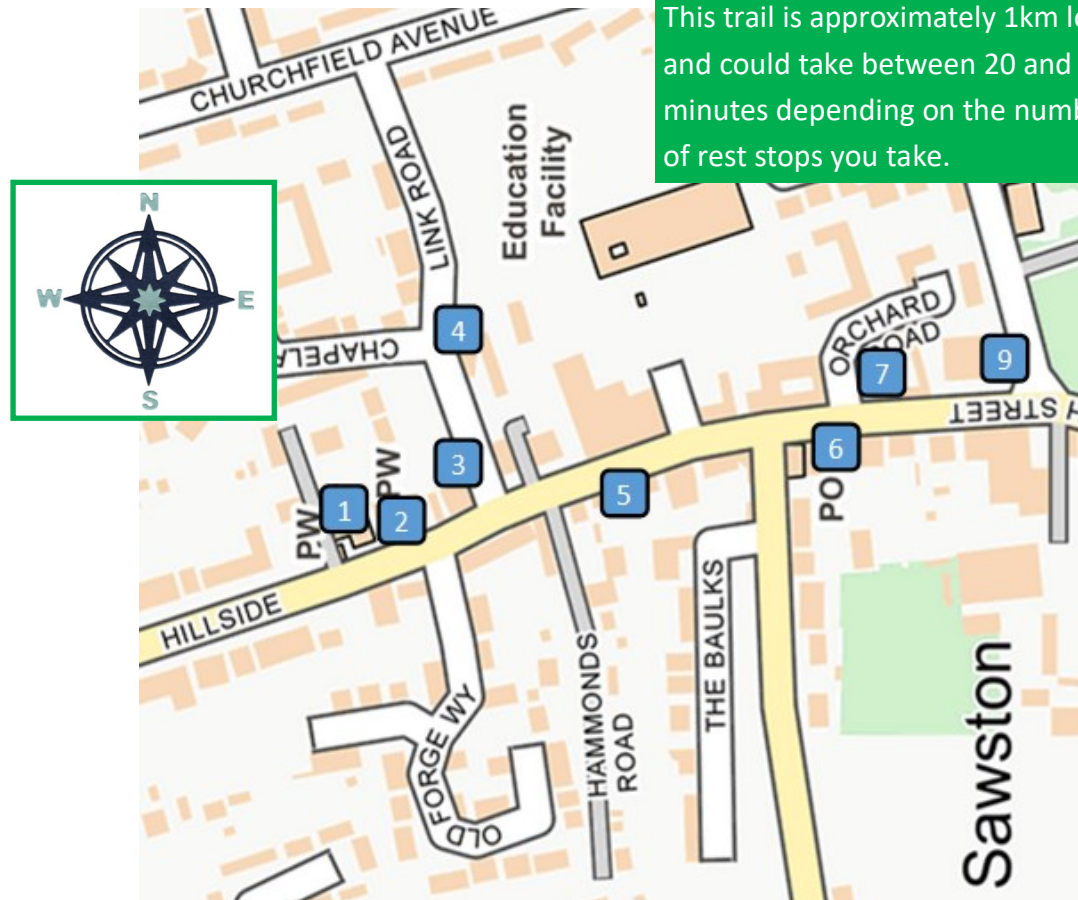 This trail is approximately 1km
and could take between 20 and
minutes depending on the
of rest stops you take.
CHURCHFIELD AVENUE
LINK ROAD
Education
Facility
N
W
E
S
4
ORCHARD
ROAD
7
9
STREET
3
PW
1
PW
2
5
6
PO
HILLSIDE
OLD FORGE WY
HAMMONDS
ROAD
THE BAULKS
Sawston